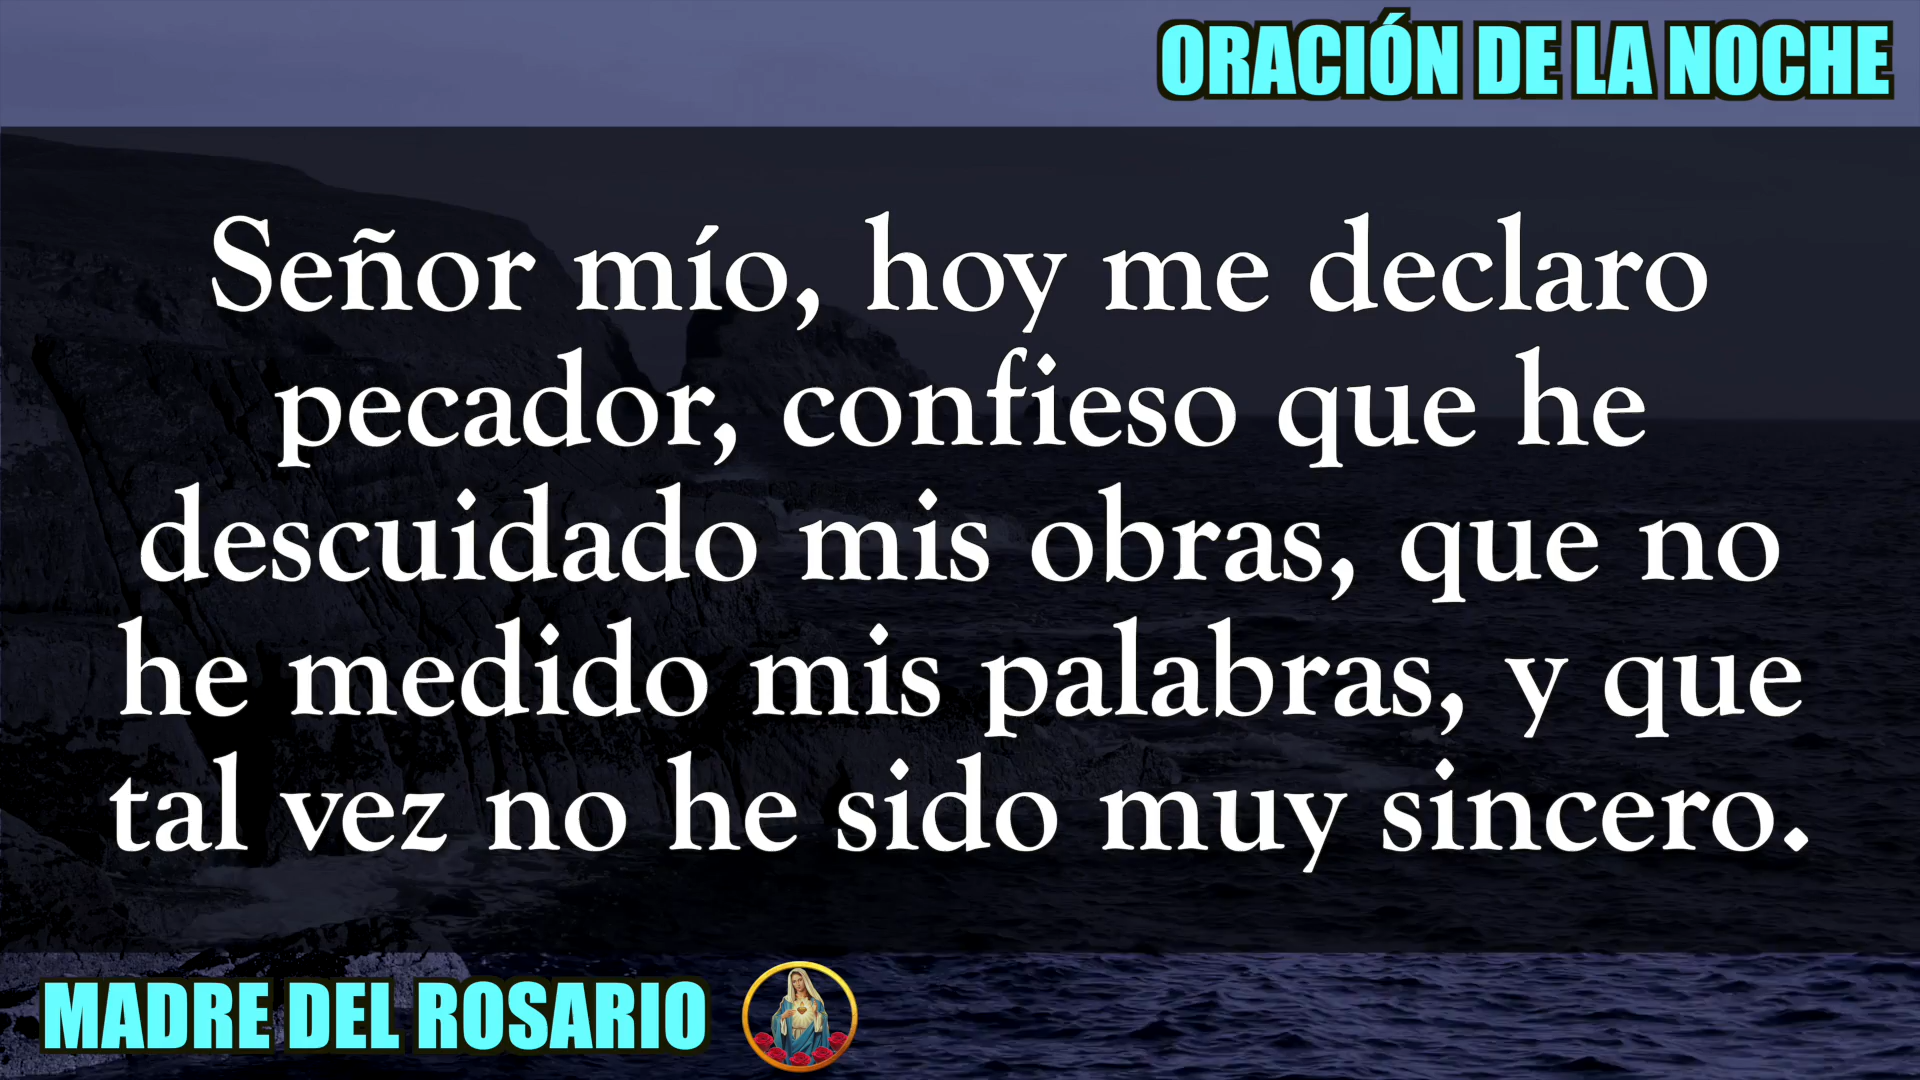 ORACIÓN DE LA NOCHE
Señor mío, hoy me declaro
pecador, confieso que he
descuidado mis obras, que no
he medido mis palabras, y que
tal vez no he sido muy sincero.
MADRE DEL ROSARIO